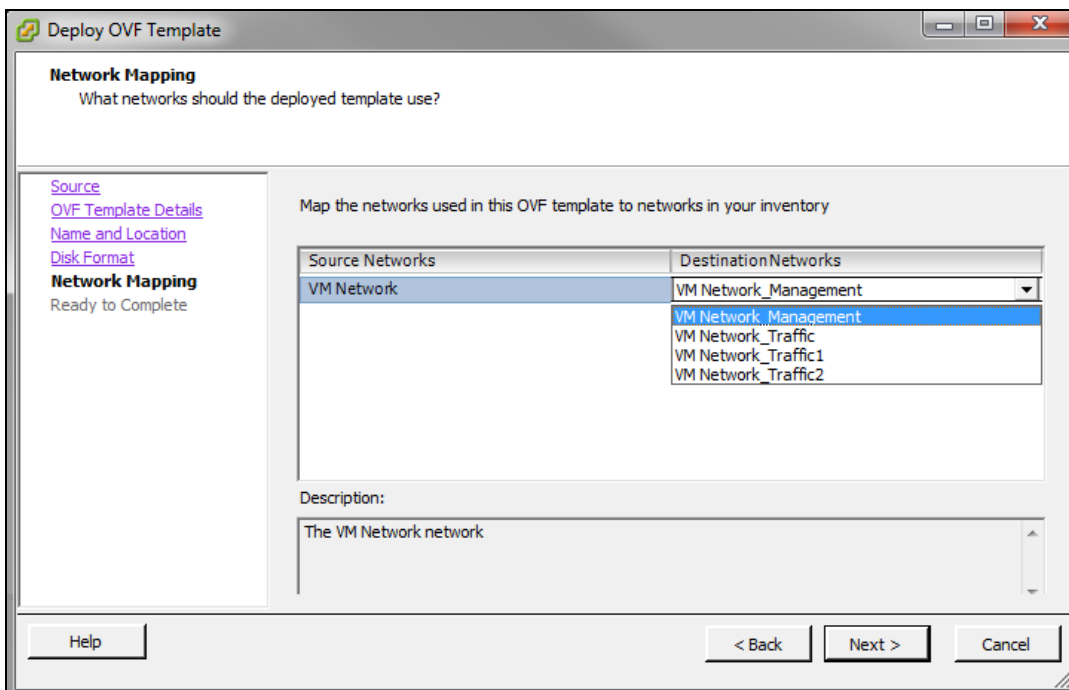 Deploy OVF Template
Network Mapping
What networks should the deployed template use?
Source
OVF Template Details
Name and Location
Disk Format
Network Mapping
Ready to Complete
Map the networks used in this OVF template to networks in your inventory
Source Networks
DestinationNetworks
VM Network
VM Network_Management
VM Network_Management
VM Network_Traffic
VM Network_Traffic1
VM Network_Traffic2
Description:
The VM Network network
Help
< Back
Next >
Cancel